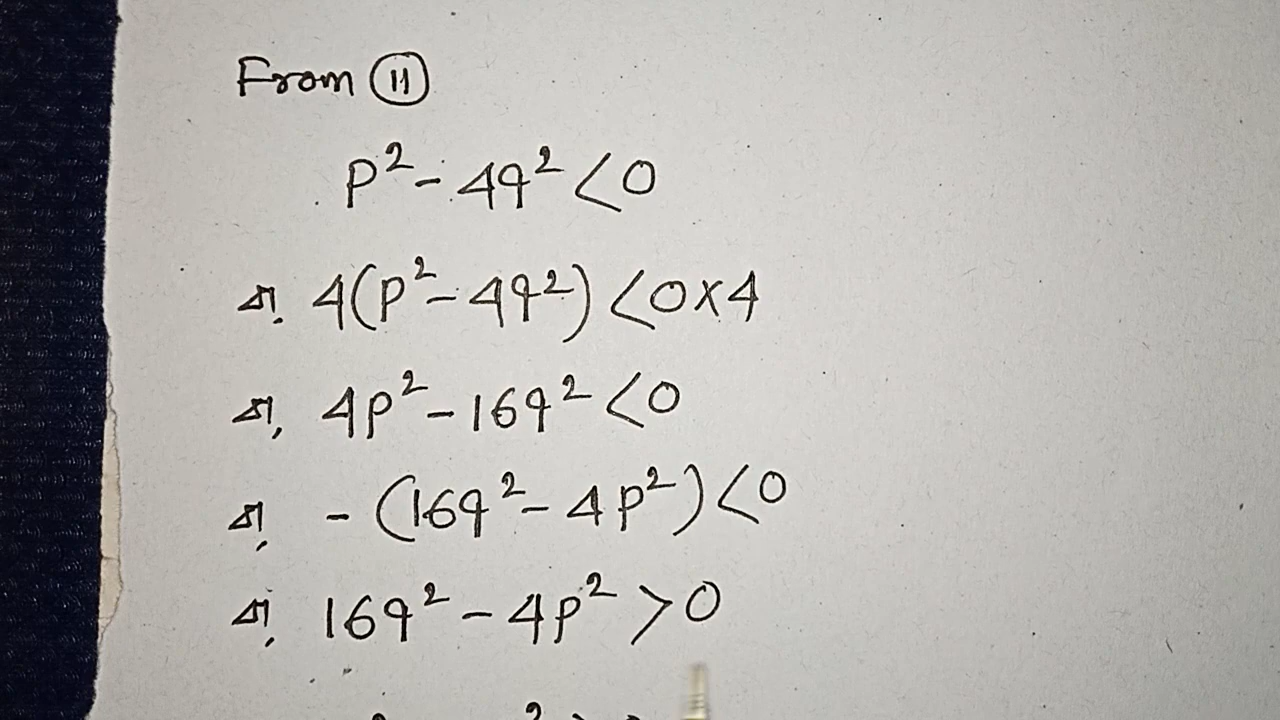 From ⑪
p² - 4q² < 0
বা, 4(p² - 4q²) < 0 × 4
বা, 4p² - 16q² < 0
বা, - (16q² - 4p²) < 0
বা, 16q² - 4p² > 0